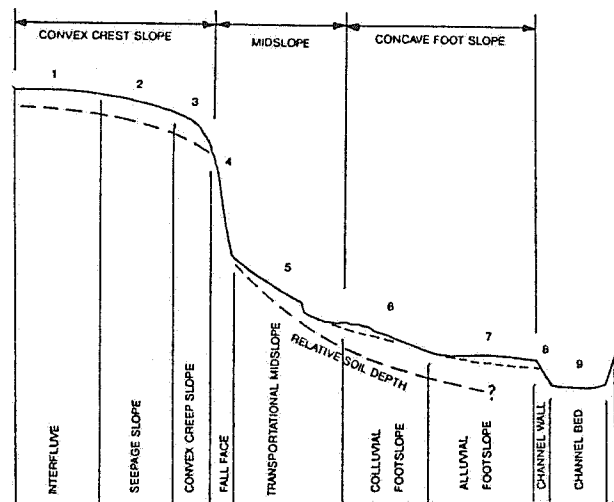 CONVEX CHEST SLOPE
MIDSLOPE
CONCAVE FOOT SLOPE
1
2
3
4
5
6
7
8
9
RELATIVE SOIL DEPTH
?
INTERFLUVE
SEEPAGE SLOPE
CONVEX CREEP SLOPE
FALL FACE
TRANSPORTATIONAL MIDSLOPE
COLLUVIAL
FOOTSLOPE
ALLUVIAL
FOOTSLOPE
CHANNEL WALL
CHANNEL BED